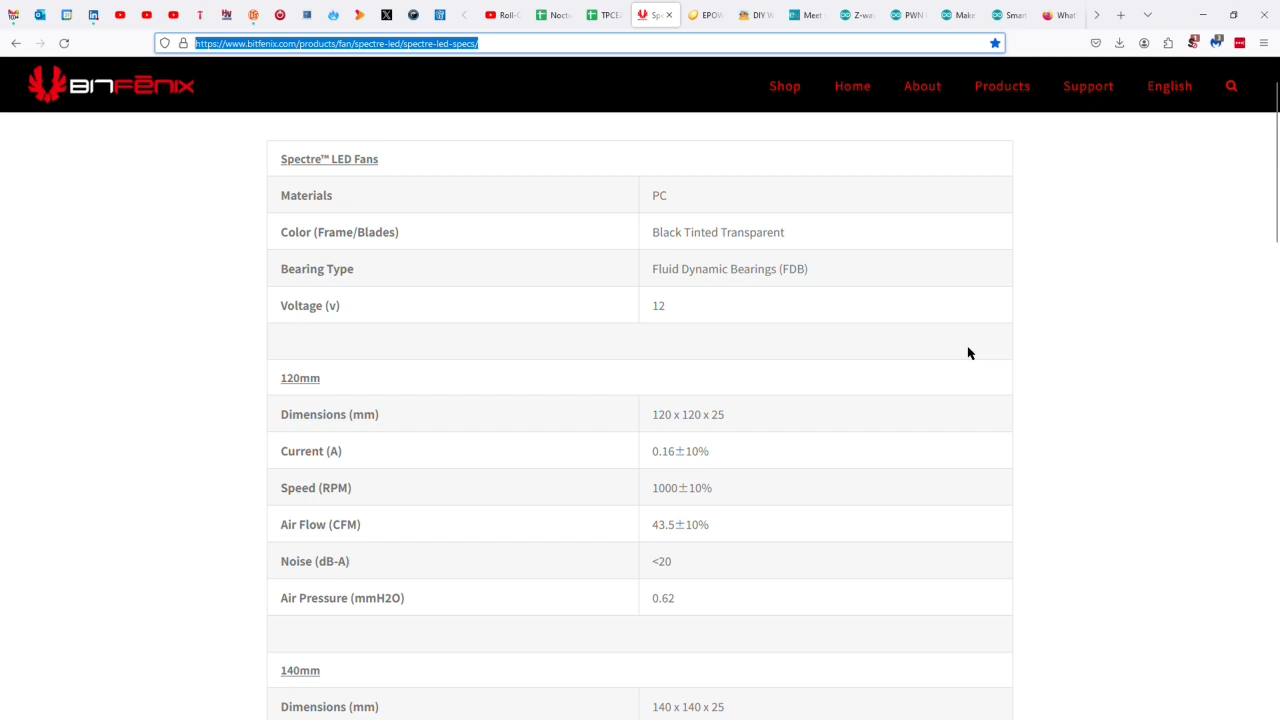 Roll-G
Nocts
TPCEA
Sp
EPOW
DIY W
Meet
Z-wa
PWN
Make
Smar
What
https://www.bitfenix.com/products/fan/spectre-led/spectre-led-specs/
BITFĒNIX
Shop Home About Products Support English
Spectre™ LED Fans
Materials PC
Color (Frame/Blades) Black Tinted Transparent
Bearing Type Fluid Dynamic Bearings (FDB)
Voltage (v) 12
120mm
Dimensions (mm) 120 x 120 x 25
Current (A) 0.16±10%
Speed (RPM) 1000±10%
Air Flow (CFM) 43.5±10%
Noise (dB-A) <20
Air Pressure (mmH2O) 0.62
140mm
Dimensions (mm) 140 x 140 x 25